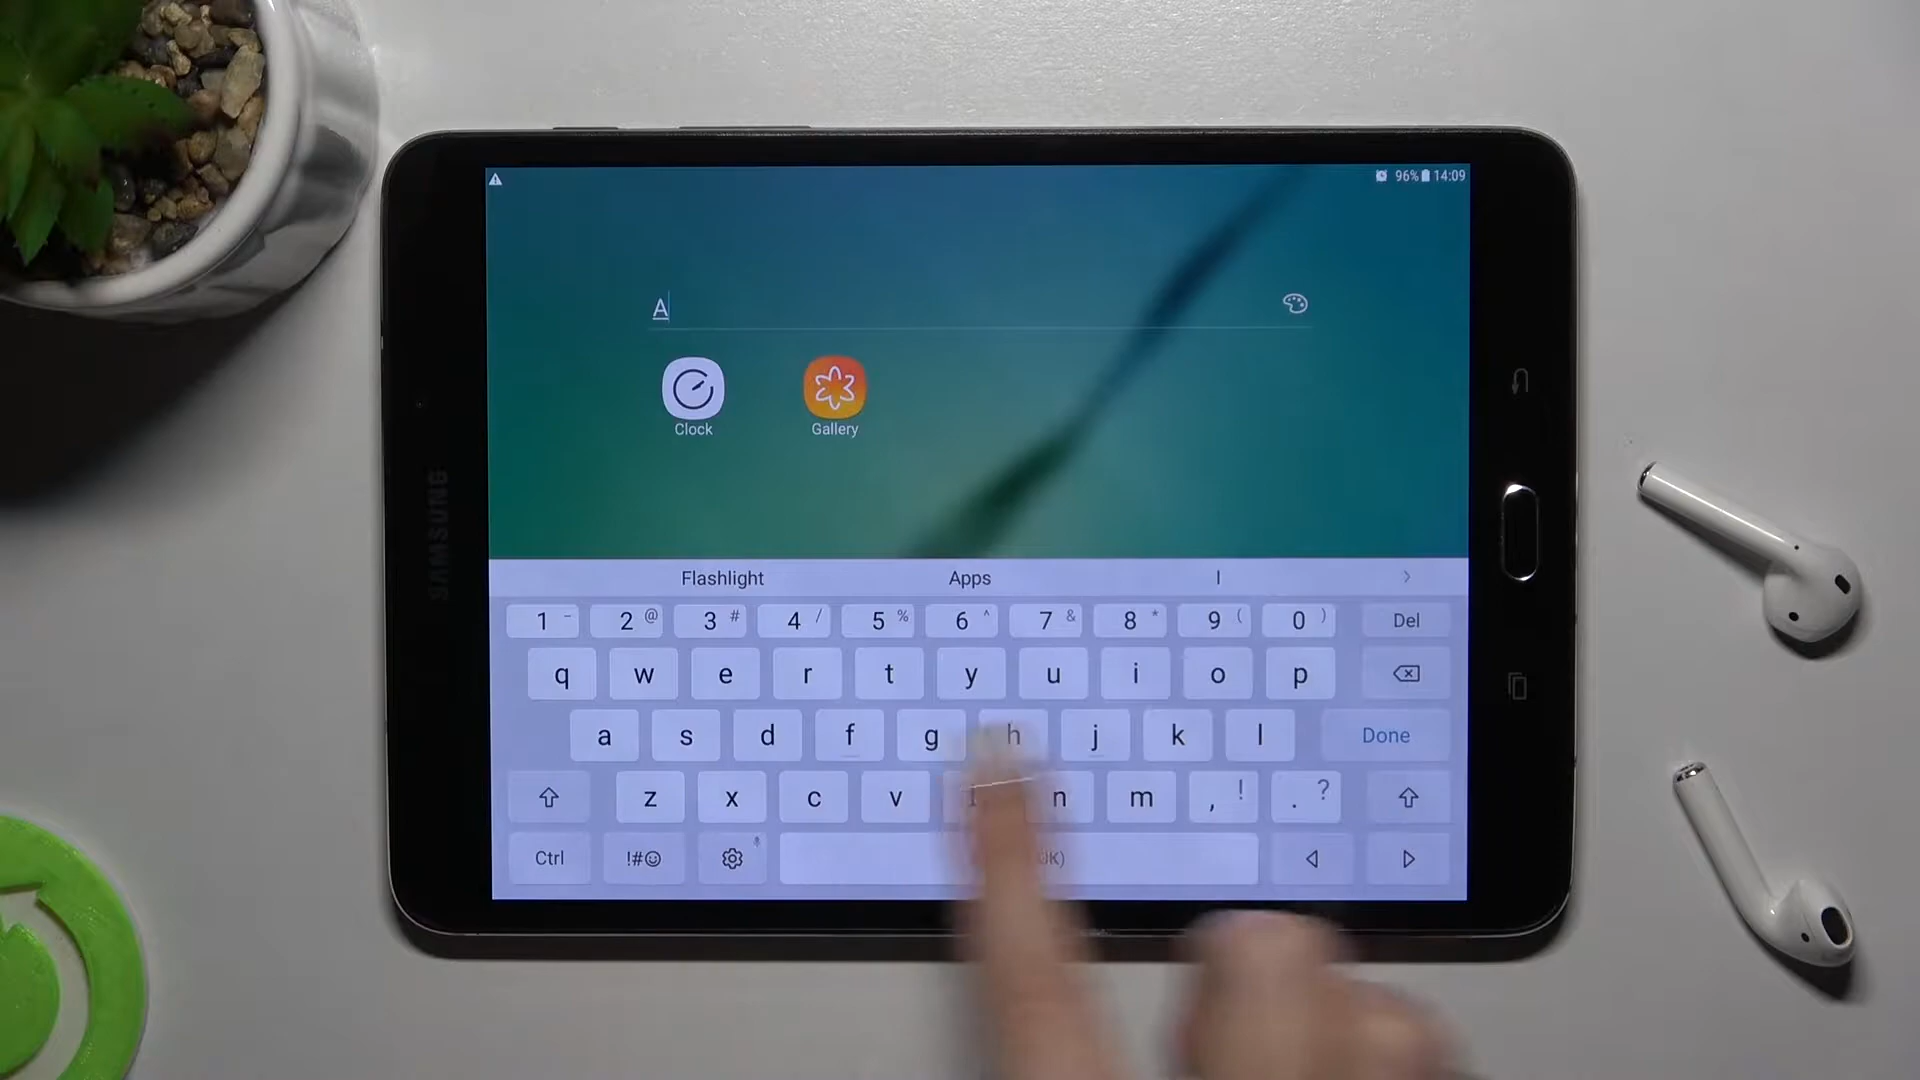 96% 14:09
A
Clock Gallery
SAMSUNG
Flashlight Apps I
1 - 2 @ 3 # 4 / 5 % 6 ^ 7 & 8 * 9 ( 0 ) Del
q w e r t y u i o p
a s d f g h j k l Done
z x c v n m , ! . ?
Ctrl !#☺